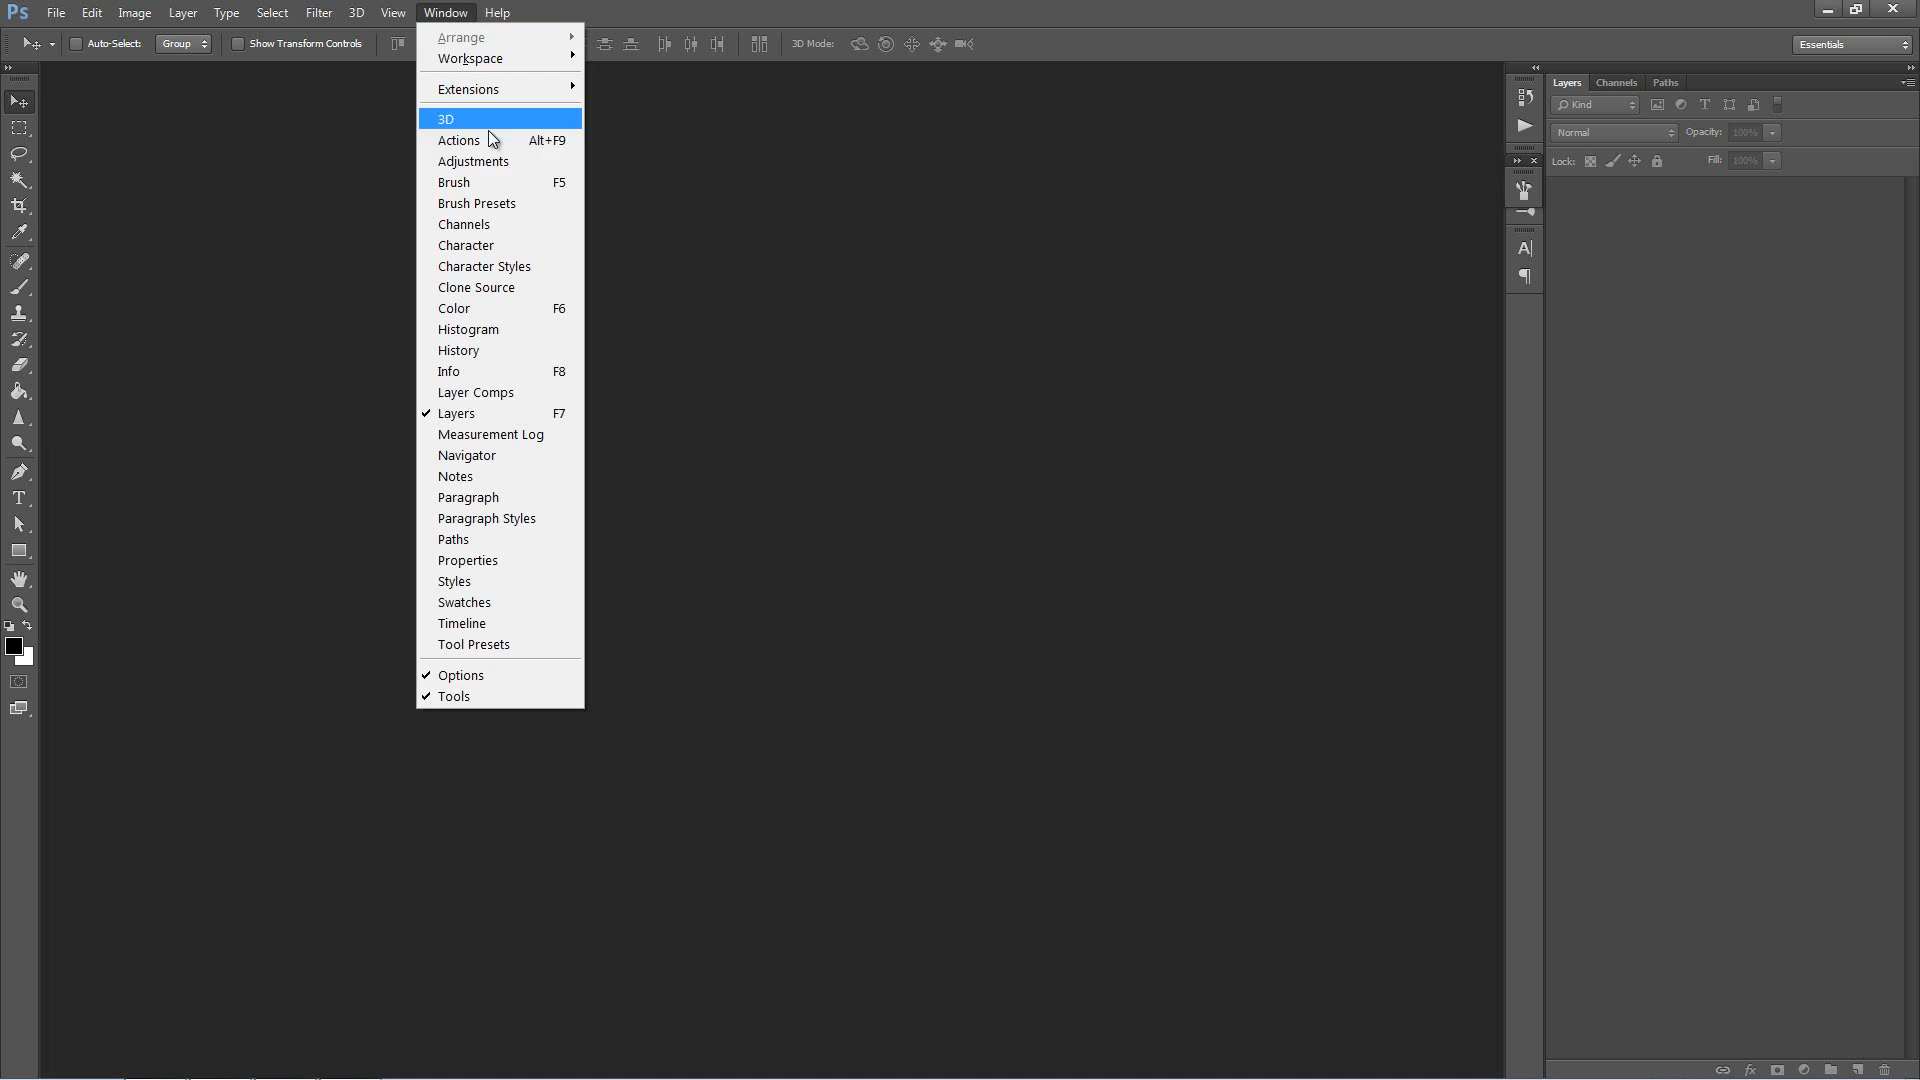 Ps File Edit Image Layer Type Select Filter 3D View Window Help
Auto-Select: Group Show Transform Controls 3D Mode: Essentials
Arrange
Workspace
Extensions
3D
Actions Alt+F9
Adjustments
Brush F5
Brush Presets
Channels
Character
Character Styles
Clone Source
Color F6
Histogram
History
Info F8
Layer Comps
Layers F7
Measurement Log
Navigator
Notes
Paragraph
Paragraph Styles
Paths
Properties
Styles
Swatches
Timeline
Tool Presets
Options
Tools
Layers Channels Paths
Kind
Normal Opacity: 100%
Lock: Fill: 100%